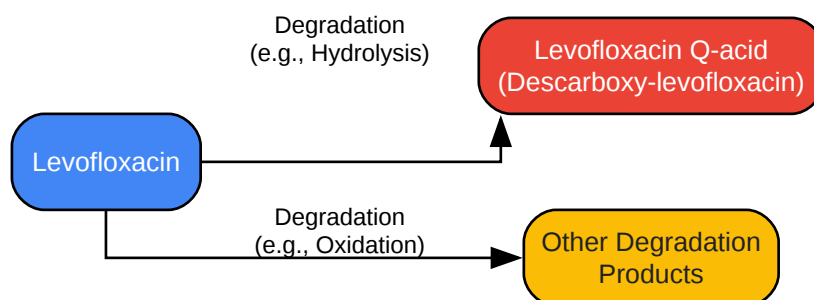 Degradation
(e.g., Hydrolysis)
Levofloxacin Q-acid
(Descarboxy-levofloxacin)
Levofloxacin
Degradation
(e.g., Oxidation)
Other Degradation
Products